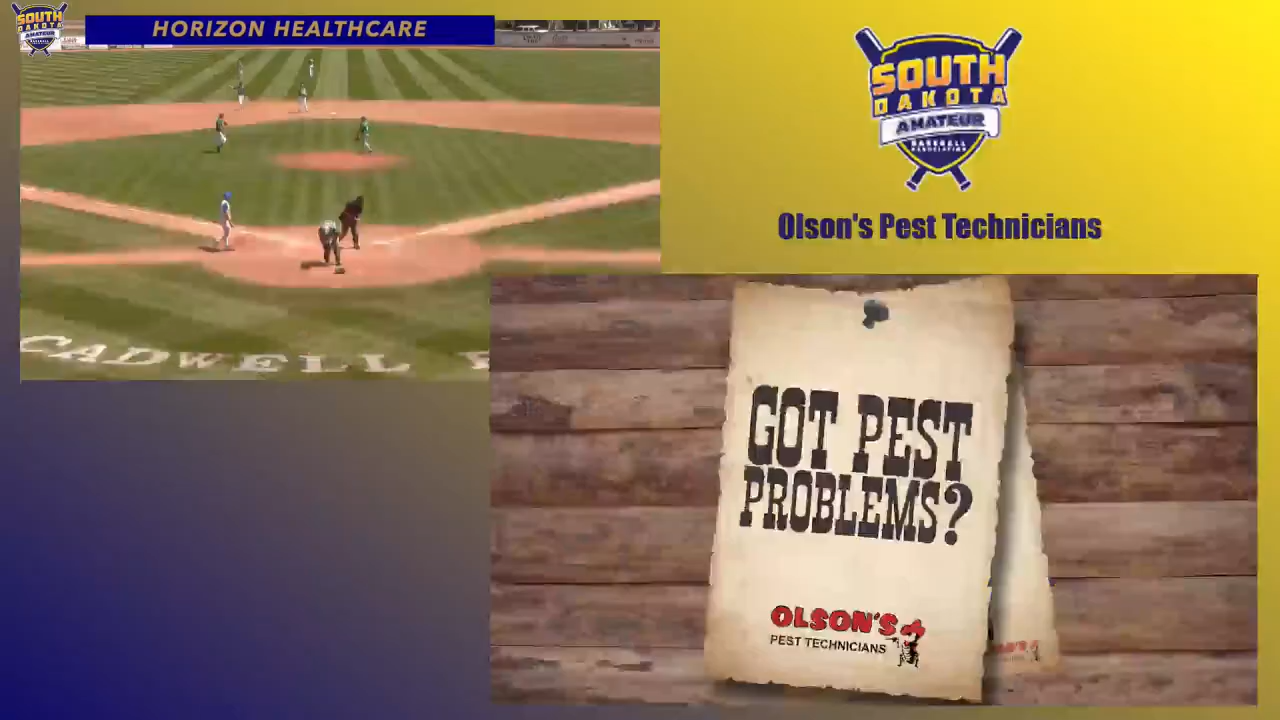 SOUTH
DAKOTA
AMATEUR
HORIZON HEALTHCARE
SOUTH
DAKOTA
AMATEUR
BASEBALL
ASSOCIATION
Olson's Pest Technicians
CADWELL
GOT PEST
PROBLEMS?
OLSON'S
PEST TECHNICIANS